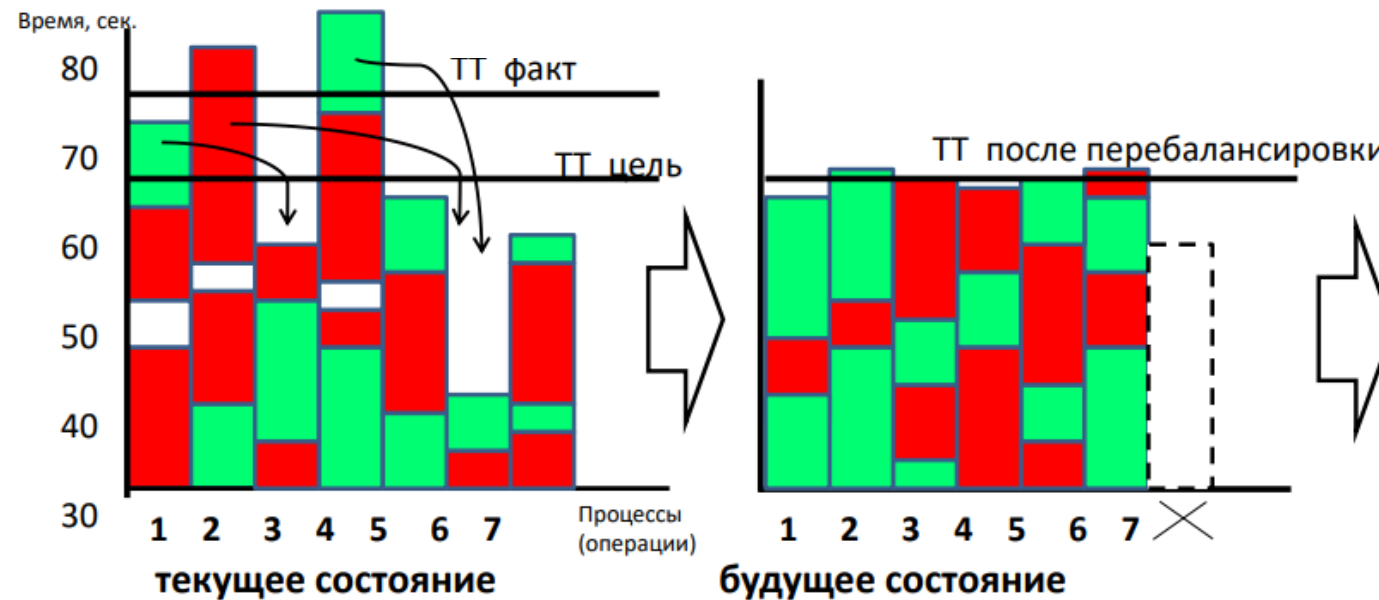 Время, сек.
80
ТТ факт
70
ТТ цель
60
50
40
30
1 2 3 4 5 6 7
Процессы
(операции)
текущее состояние
ТТ после перебалансировки
1 2 3 4 5 6 7
будущее состояние